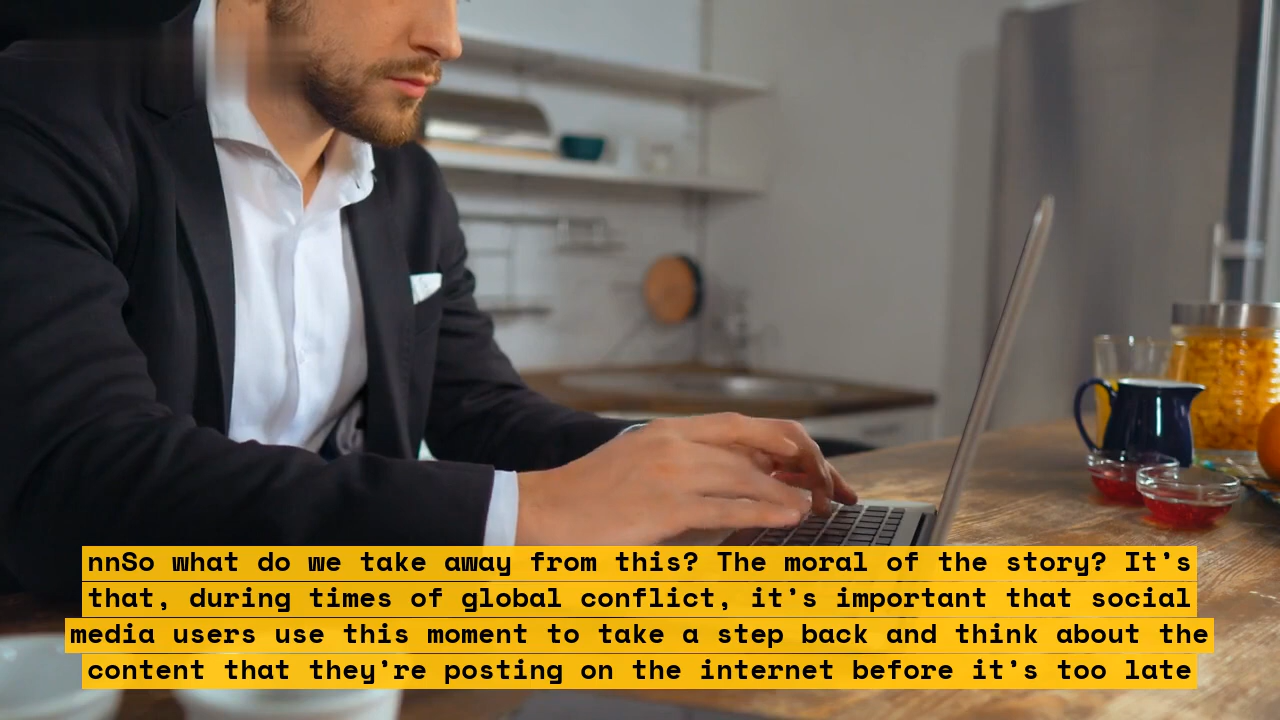 nnSo what do we take away from this? The moral of the story? It’s
that, during times of global conflict, it’s important that social
media users use this moment to take a step back and think about the
content that they’re posting on the internet before it’s too late